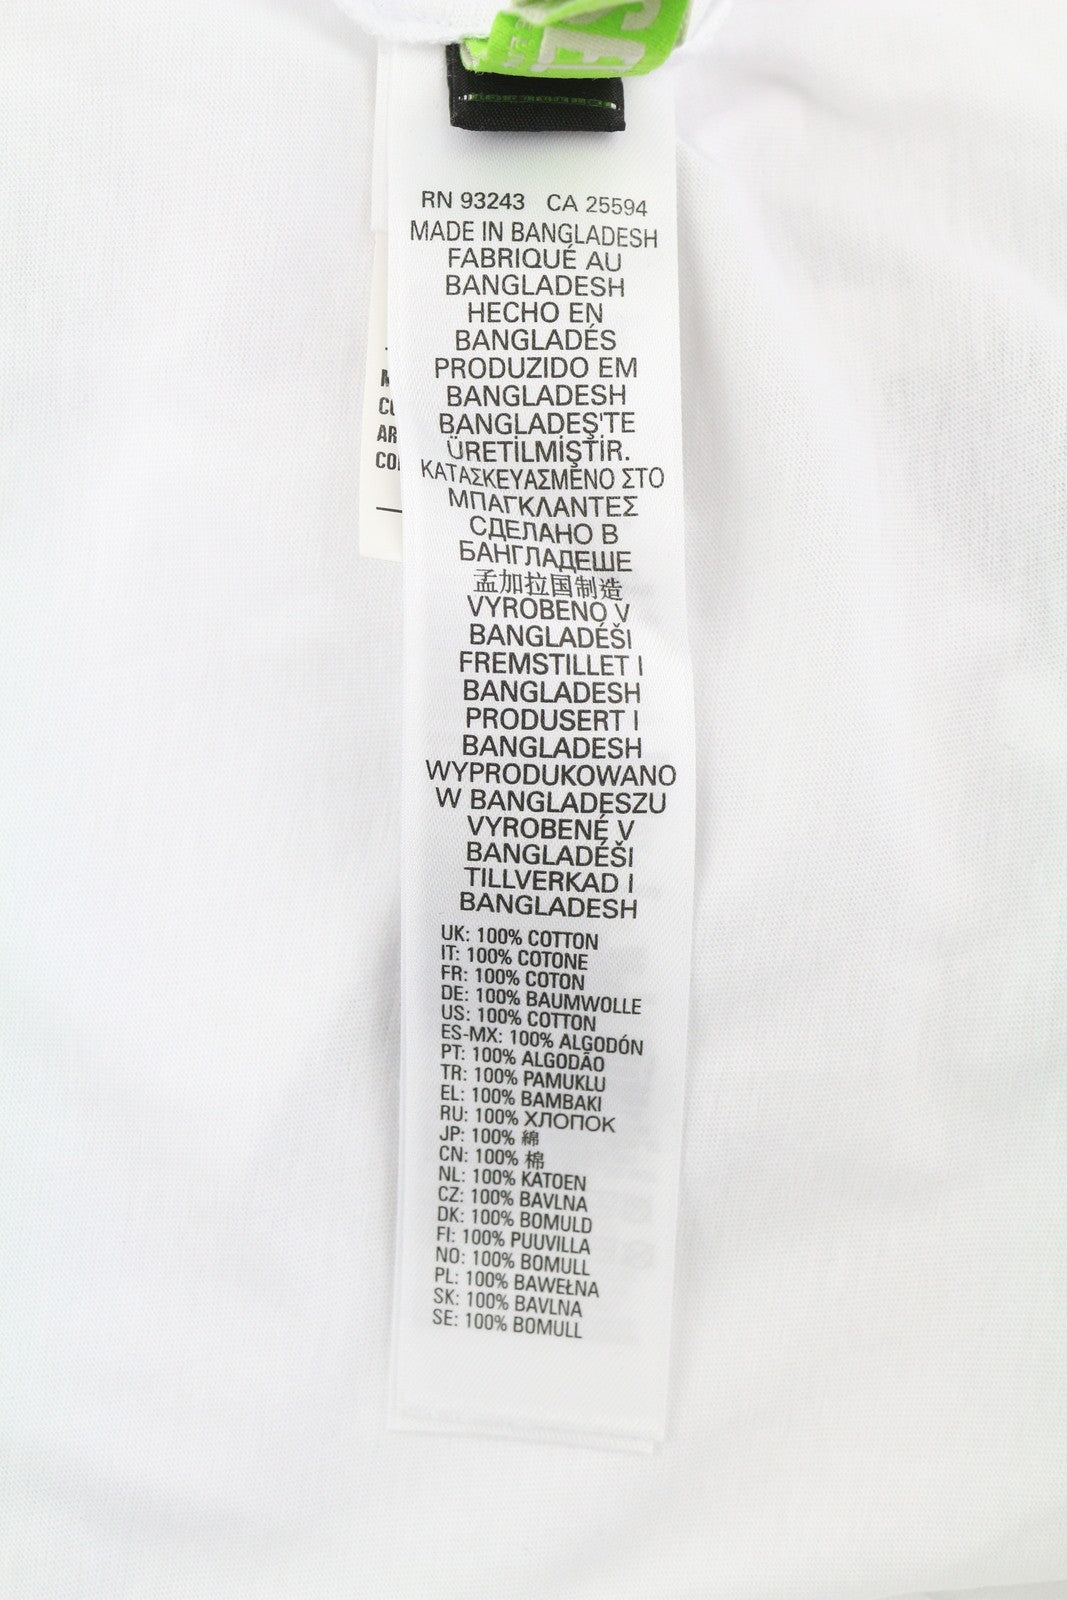 RN 93243 CA 25594
MADE IN BANGLADESH
FABRIQUÉ AU
BANGLADESH
HECHO EN
BANGLADÉS
PRODUZIDO EM
BANGLADESH
BANGLADEŞ'TE
ÜRETİLMİŞTİR.
ΚΑΤΑΣΚΕΥΑΣΜΕΝΟ ΣΤΟ
ΜΠΑΓΚΛΑΝΤΕΣ
СДЕЛАНО В
БАНГЛАДЕШЕ
孟加拉国制造
VYROBENO V
BANGLADÉŠI
FREMSTILLET I
BANGLADESH
PRODUSERT I
BANGLADESH
WYPRODUKOWANO
W BANGLADESZU
VYROBENÉ V
BANGLADÉŠI
TILLVERKAD I
BANGLADESH
UK: 100% COTTON
IT: 100% COTONE
FR: 100% COTON
DE: 100% BAUMWOLLE
US: 100% COTTON
ES-MX: 100% ALGODÓN
PT: 100% ALGODÃO
TR: 100% PAMUKLU
EL: 100% BAMBAKI
RU: 100% ХЛОПОК
JP: 100% 綿
CN: 100% 棉
NL: 100% KATOEN
CZ: 100% BAVLNA
DK: 100% BOMULD
FI: 100% PUUVILLA
NO: 100% BOMULL
PL: 100% BAWEŁNA
SK: 100% BAVLNA
SE: 100% BOMULL